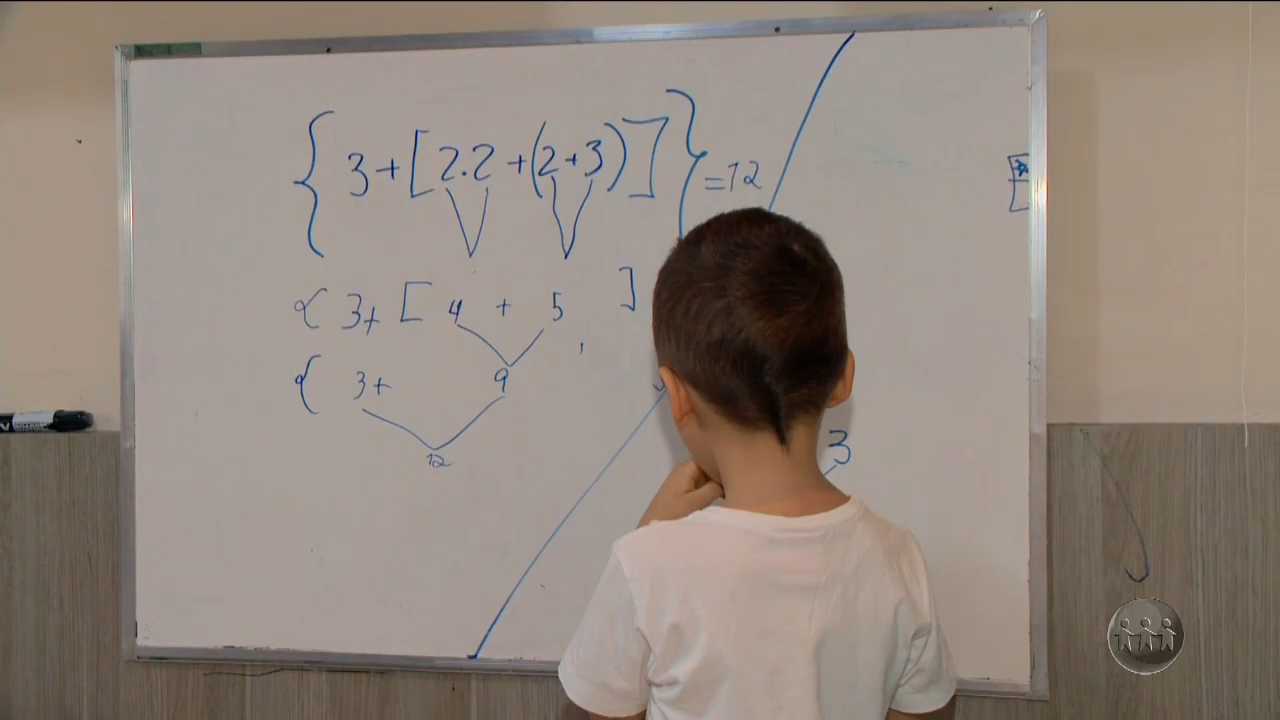 { 3 + [ 2.2 + ( 2 + 3 ) ] } = 12
{ 3 + [ 4 + 5 ]
{ 3 + 9
12
3